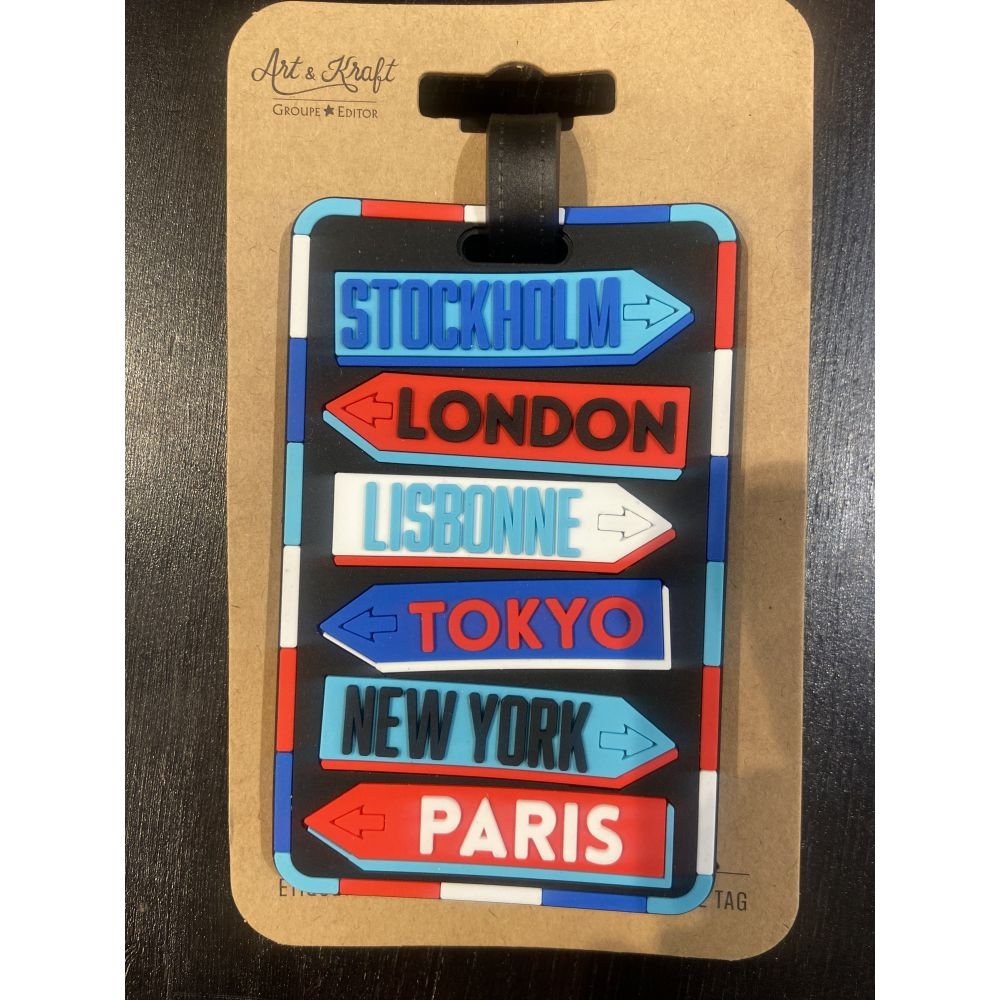 Art & Kraft
GROUPE ★ EDITOR
STOCKHOLM
LONDON
LISBONNE
TOKYO
NEW YORK
PARIS
TAG